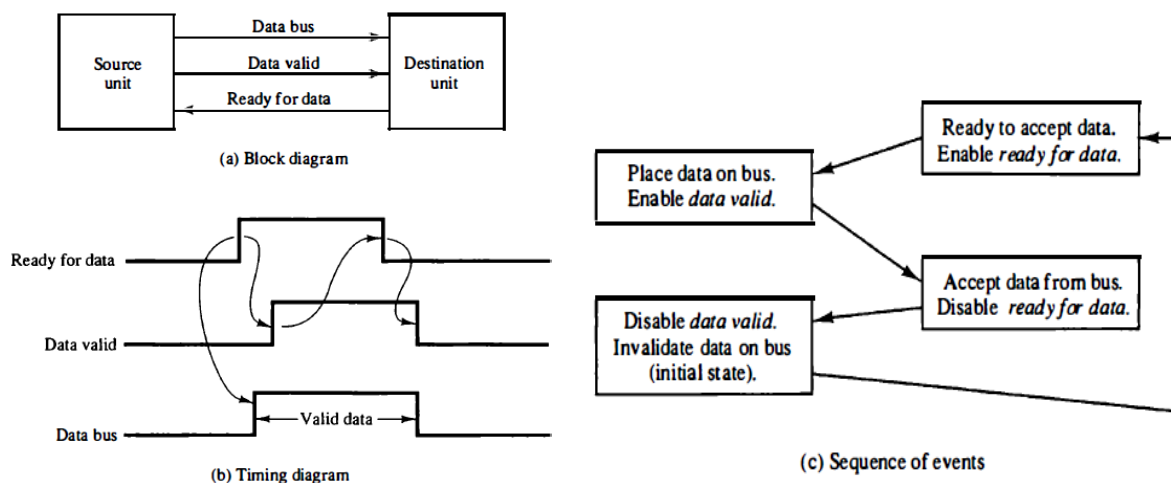 Source
unit
Data bus
Data valid
Ready for data
Destination
unit
(a) Block diagram
Ready for data
Data valid
Data bus
Valid data
(b) Timing diagram
Ready to accept data.
Enable ready for data.
Place data on bus.
Enable data valid.
Accept data from bus.
Disable ready for data.
Disable data valid.
Invalidate data on bus
(initial state).
(c) Sequence of events